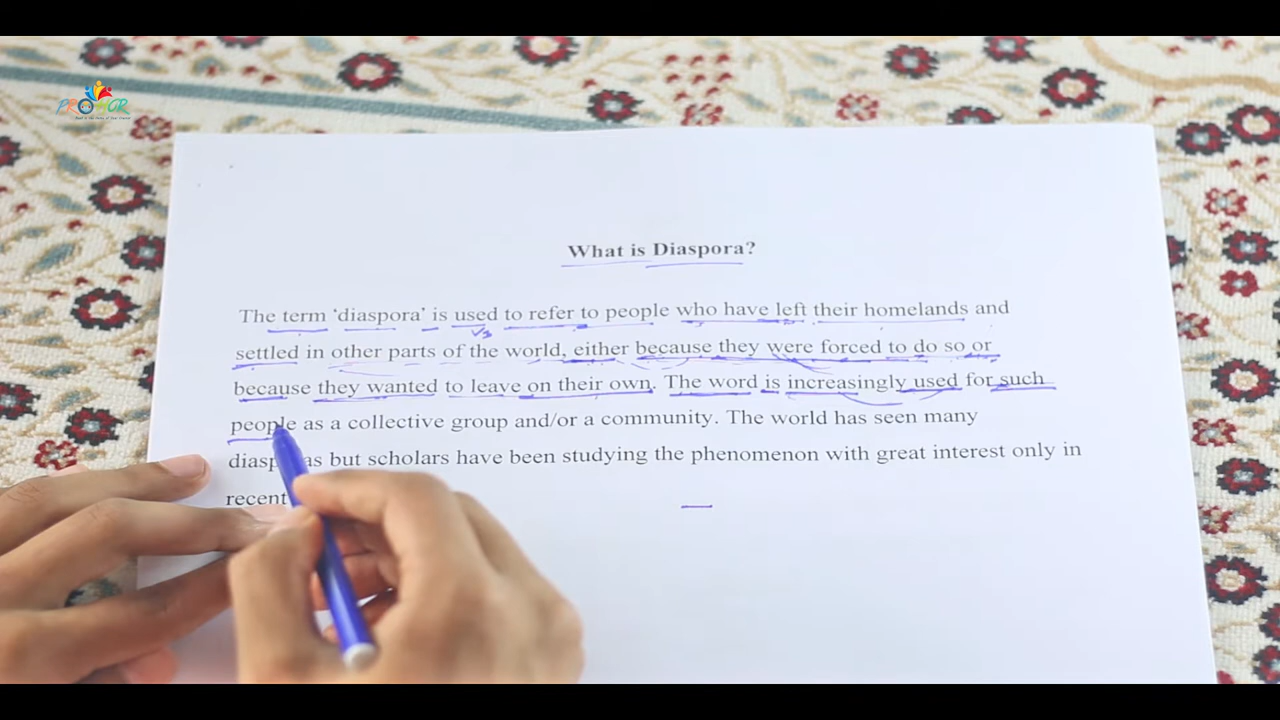 PROMOR
What is Diaspora?
The term ‘diaspora’ is used to refer to people who have left their homelands and
settled in other parts of the world, either because they were forced to do so or
because they wanted to leave on their own. The word is increasingly used for such
people as a collective group and/or a community. The world has seen many
but scholars have been studying the phenomenon with great interest only in
recent